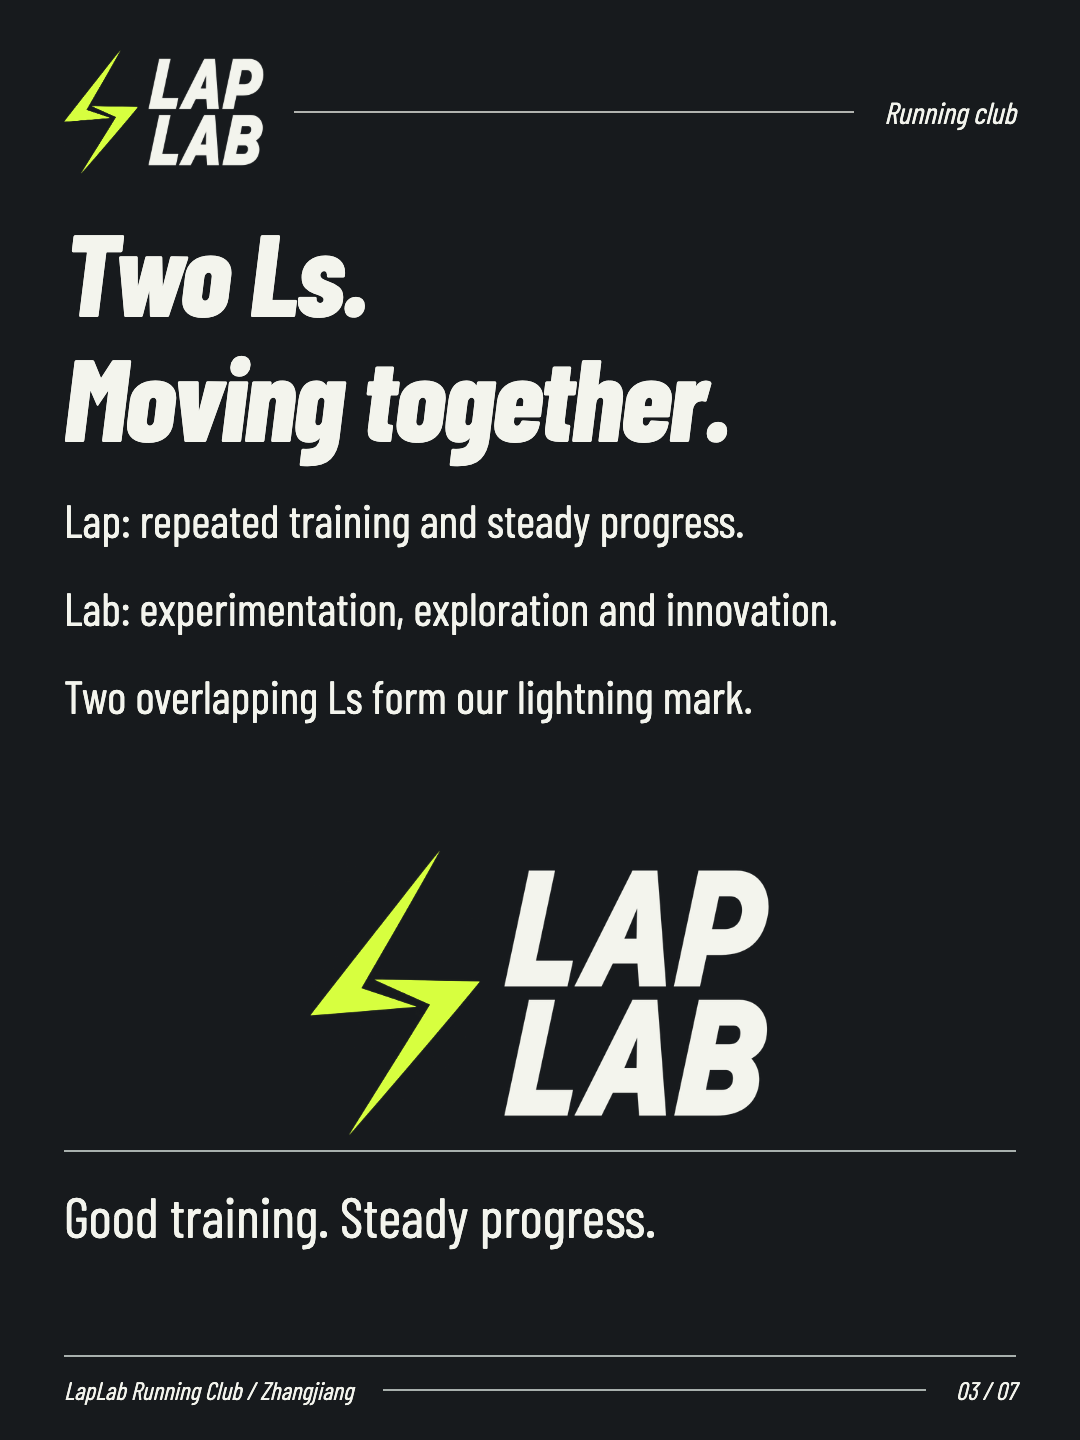 LAP
LAB
Running club
Two Ls.
Moving together.
Lap: repeated training and steady progress.
Lab: experimentation, exploration and innovation.
Two overlapping Ls form our lightning mark.
LAP
LAB
Good training. Steady progress.
LapLab Running Club / Zhangjiang
03 / 07